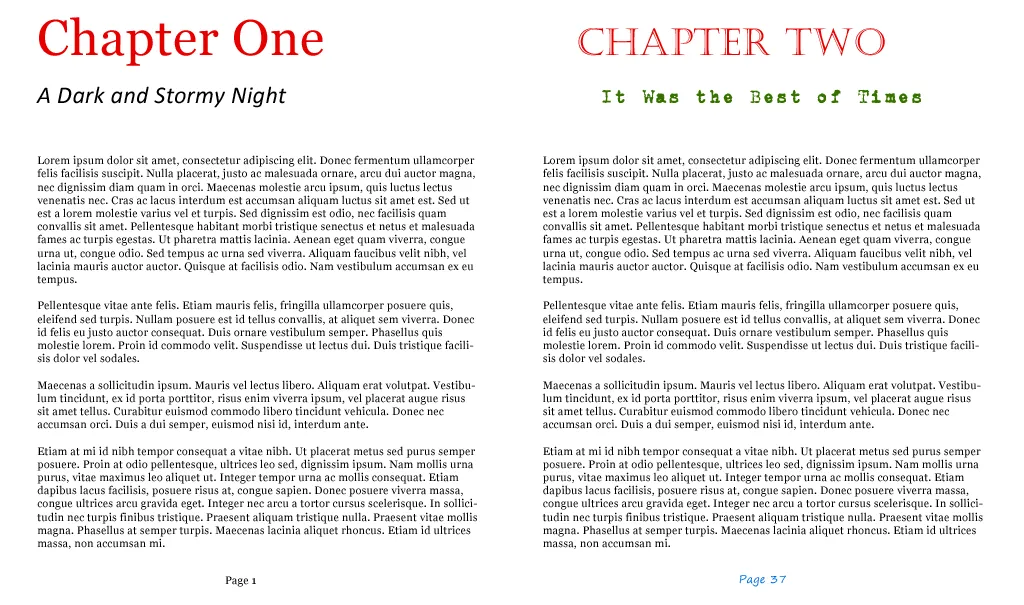 Chapter One
A Dark and Stormy Night
Lorem ipsum dolor sit amet, consectetur adipiscing elit. Donec fermentum ullamcorper
felis facilisis suscipit. Nulla placerat, justo ac malesuada ornare, arcu dui auctor magna,
nec dignissim diam quam in orci. Maecenas molestie arcu ipsum, quis luctus lectus
venenatis nec. Cras ac lacus interdum est accumsan aliquam luctus sit amet est. Sed ut
est a lorem molestie varius vel et turpis. Sed dignissim est odio, nec facilisis quam
convallis sit amet. Pellentesque habitant morbi tristique senectus et netus et malesuada
fames ac turpis egestas. Ut pharetra mattis lacinia. Aenean eget quam viverra, congue
urna ut, congue odio. Sed tempus ac urna sed viverra. Aliquam faucibus velit nibh, vel
lacinia mauris auctor auctor. Quisque at facilisis odio. Nam vestibulum accumsan ex eu
tempus.
Pellentesque vitae ante felis. Etiam mauris felis, fringilla ullamcorper posuere quis,
eleifend sed turpis. Nullam posuere est id tellus convallis, at aliquet sem viverra. Donec
id felis eu justo auctor consequat. Duis ornare vestibulum semper. Phasellus quis
molestie lorem. Proin id commodo velit. Suspendisse ut lectus dui. Duis tristique facili-
sis dolor vel sodales.
Maecenas a sollicitudin ipsum. Mauris vel lectus libero. Aliquam erat volutpat. Vestibu-
lum tincidunt, ex id porta porttitor, risus enim viverra ipsum, vel placerat augue tellus
sit amet tellus. Curabitur euismod commodo libero tincidunt vehicula. Donec nec
accumsan orci. Duis a dui semper, euismod nisi id, interdum ante.
Etiam at mi id nibh tempor consequat a vitae nibh. Ut placerat metus sed purus semper
posuere. Proin at odio pellentesque, ultrices leo sed, dignissim ipsum. Nam mollis urna
purus, vitae maximus leo aliquet ut. Integer tempor urna ac mollis consequat. Etiam
dapibus lacus facilisis, posuere risus at, congue sapien. Donec posuere viverra massa,
congue ultrices arcu gravida eget. Integer nec arcu a tortor cursus scelerisque. In sollici-
tudin nec turpis finibus tristique. Praesent aliquam tristique nulla. Praesent vitae mollis
magna. Phasellus at semper turpis. Maecenas lacinia aliquet rhoncus. Etiam id ultrices
massa, non accumsan mi.
Page 1
CHAPTER TWO
It Was the Best of Times
Lorem ipsum dolor sit amet, consectetur adipiscing elit. Donec fermentum ullamcorper
felis facilisis suscipit. Nulla placerat, justo ac malesuada ornare, arcu dui auctor magna,
nec dignissim diam quam in orci. Maecenas molestie arcu ipsum, quis luctus lectus
venenatis nec. Cras ac lacus interdum est accumsan aliquam luctus sit amet est. Sed ut
est a lorem molestie varius vel et turpis. Sed dignissim est odio, nec facilisis quam
convallis sit amet. Pellentesque habitant morbi tristique senectus et netus et malesuada
fames ac turpis egestas. Ut pharetra mattis lacinia. Aenean eget quam viverra, congue
urna ut, congue odio. Sed tempus ac urna sed viverra. Aliquam faucibus velit nibh, vel
lacinia mauris auctor auctor. Quisque at facilisis odio. Nam vestibulum accumsan ex eu
tempus.
Pellentesque vitae ante felis. Etiam mauris felis, fringilla ullamcorper posuere quis,
eleifend sed turpis. Nullam posuere est id tellus convallis, at aliquet sem viverra. Donec
id felis eu justo auctor consequat. Duis ornare vestibulum semper. Phasellus quis
molestie lorem. Proin id commodo velit. Suspendisse ut lectus dui. Duis tristique facili-
sis dolor vel sodales.
Maecenas a sollicitudin ipsum. Mauris vel lectus libero. Aliquam erat volutpat. Vestibu-
lum tincidunt, ex id porta porttitor, risus enim viverra ipsum, vel placerat augue tellus
sit amet tellus. Curabitur euismod commodo libero tincidunt vehicula. Donec nec
accumsan orci. Duis a dui semper, euismod nisi id, interdum ante.
Etiam at mi id nibh tempor consequat a vitae nibh. Ut placerat metus sed purus semper
posuere. Proin at odio pellentesque, ultrices leo sed, dignissim ipsum. Nam mollis urna
purus, vitae maximus leo aliquet ut. Integer tempor urna ac mollis consequat. Etiam
dapibus lacus facilisis, posuere risus at, congue sapien. Donec posuere viverra massa,
congue ultrices arcu gravida eget. Integer nec arcu a tortor cursus scelerisque. In sollici-
tudin nec turpis finibus tristique. Praesent aliquam tristique nulla. Praesent vitae mollis
magna. Phasellus at semper turpis. Maecenas lacinia aliquet rhoncus. Etiam id ultrices
massa, non accumsan mi.
Page 37